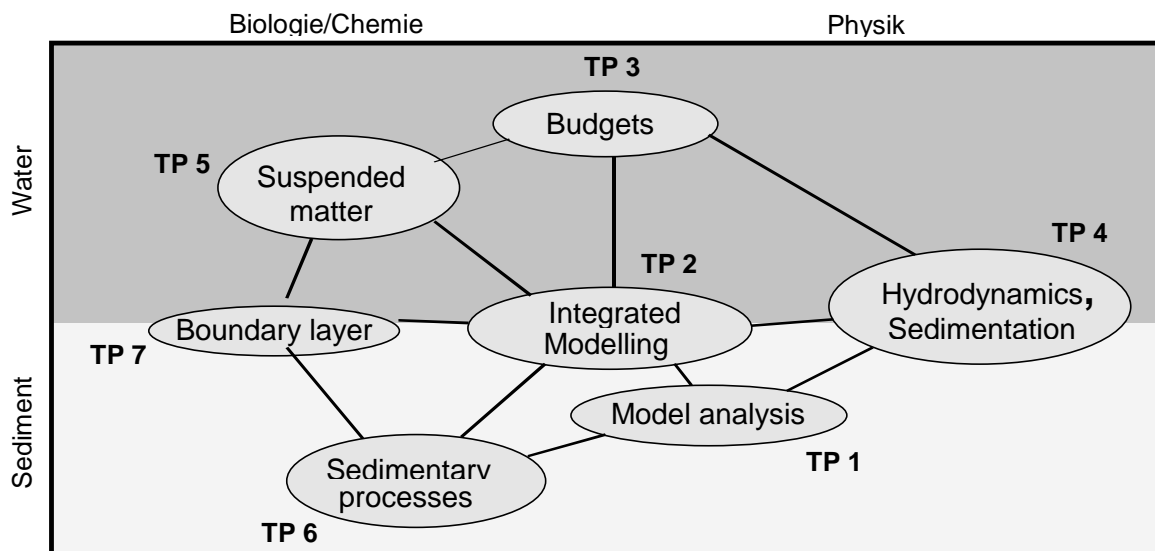 Biologie/Chemie
Physik
TP 3
Budgets
TP 5
Suspended
matter
Water
TP 4
TP 2
Hydrodynamics,
Sedimentation
Integrated
Modelling
Boundary layer
TP 7
Model analysis
TP 1
Sediment
Sedimentary
processes
TP 6